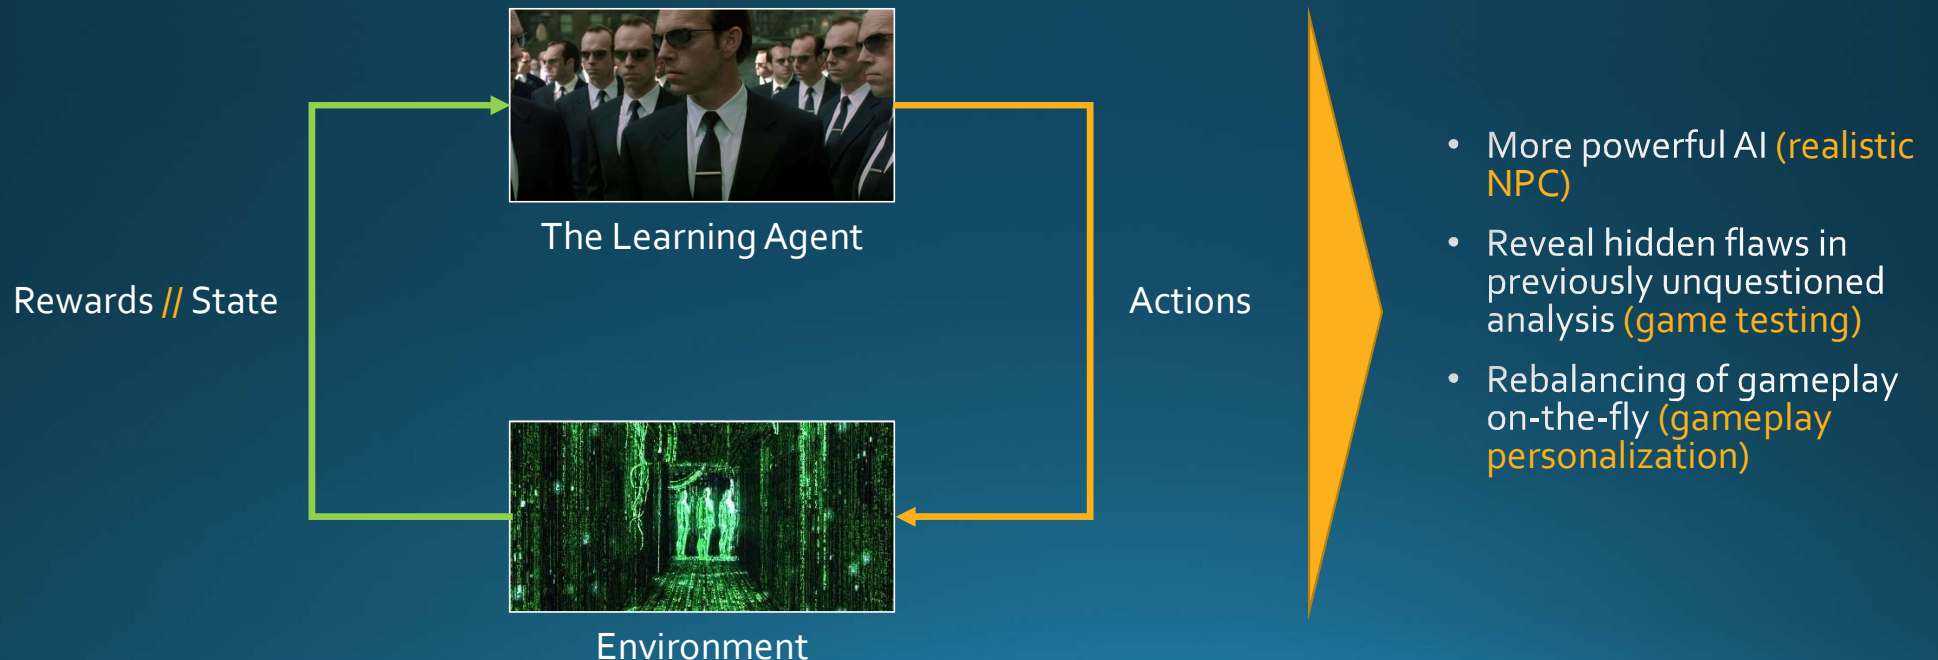 The Learning Agent
Rewards // State
Actions
Environment
• More powerful AI (realistic
NPC)
• Reveal hidden flaws in
previously unquestioned
analysis (game testing)
• Rebalancing of gameplay
on-the-fly (gameplay
personalization)